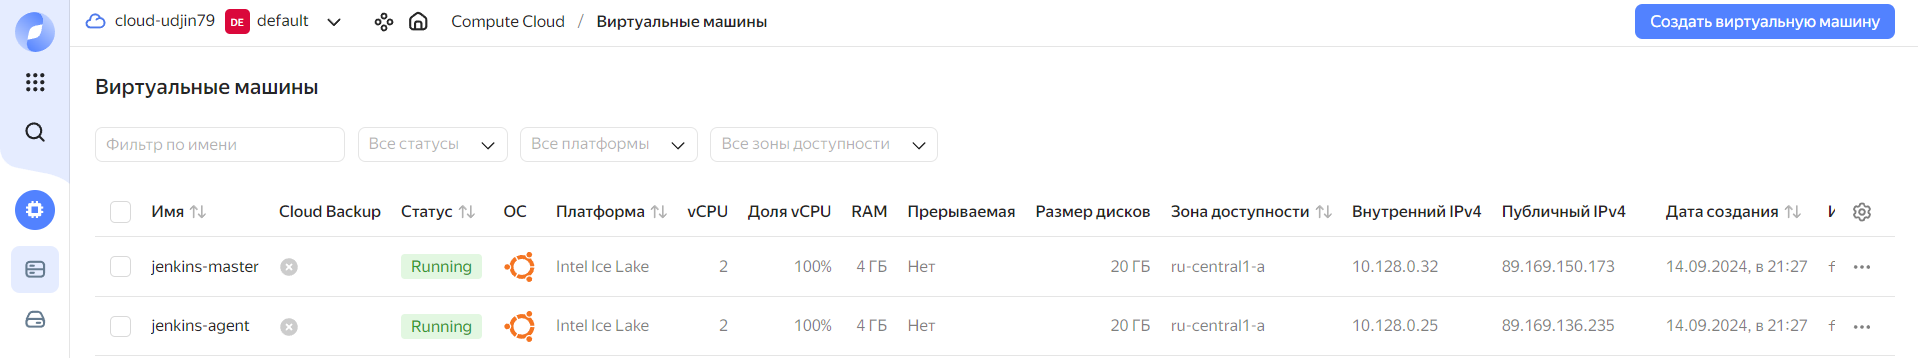 cloud-udjin79 DE default Compute Cloud / Виртуальные машины Создать виртуальную машину
Виртуальные машины
Фильтр по имени Все статусы Все платформы Все зоны доступности
Имя Cloud Backup Статус ОС Платформа vCPU Доля vCPU RAM Прерываемая Размер дисков Зона доступности Внутренний IPv4 Публичный IPv4 Дата создания
jenkins-master Running Intel Ice Lake 2 100% 4 ГБ Нет 20 ГБ ru-central1-a 10.128.0.32 89.169.150.173 14.09.2024, в 21:27
jenkins-agent Running Intel Ice Lake 2 100% 4 ГБ Нет 20 ГБ ru-central1-a 10.128.0.25 89.169.136.235 14.09.2024, в 21:27